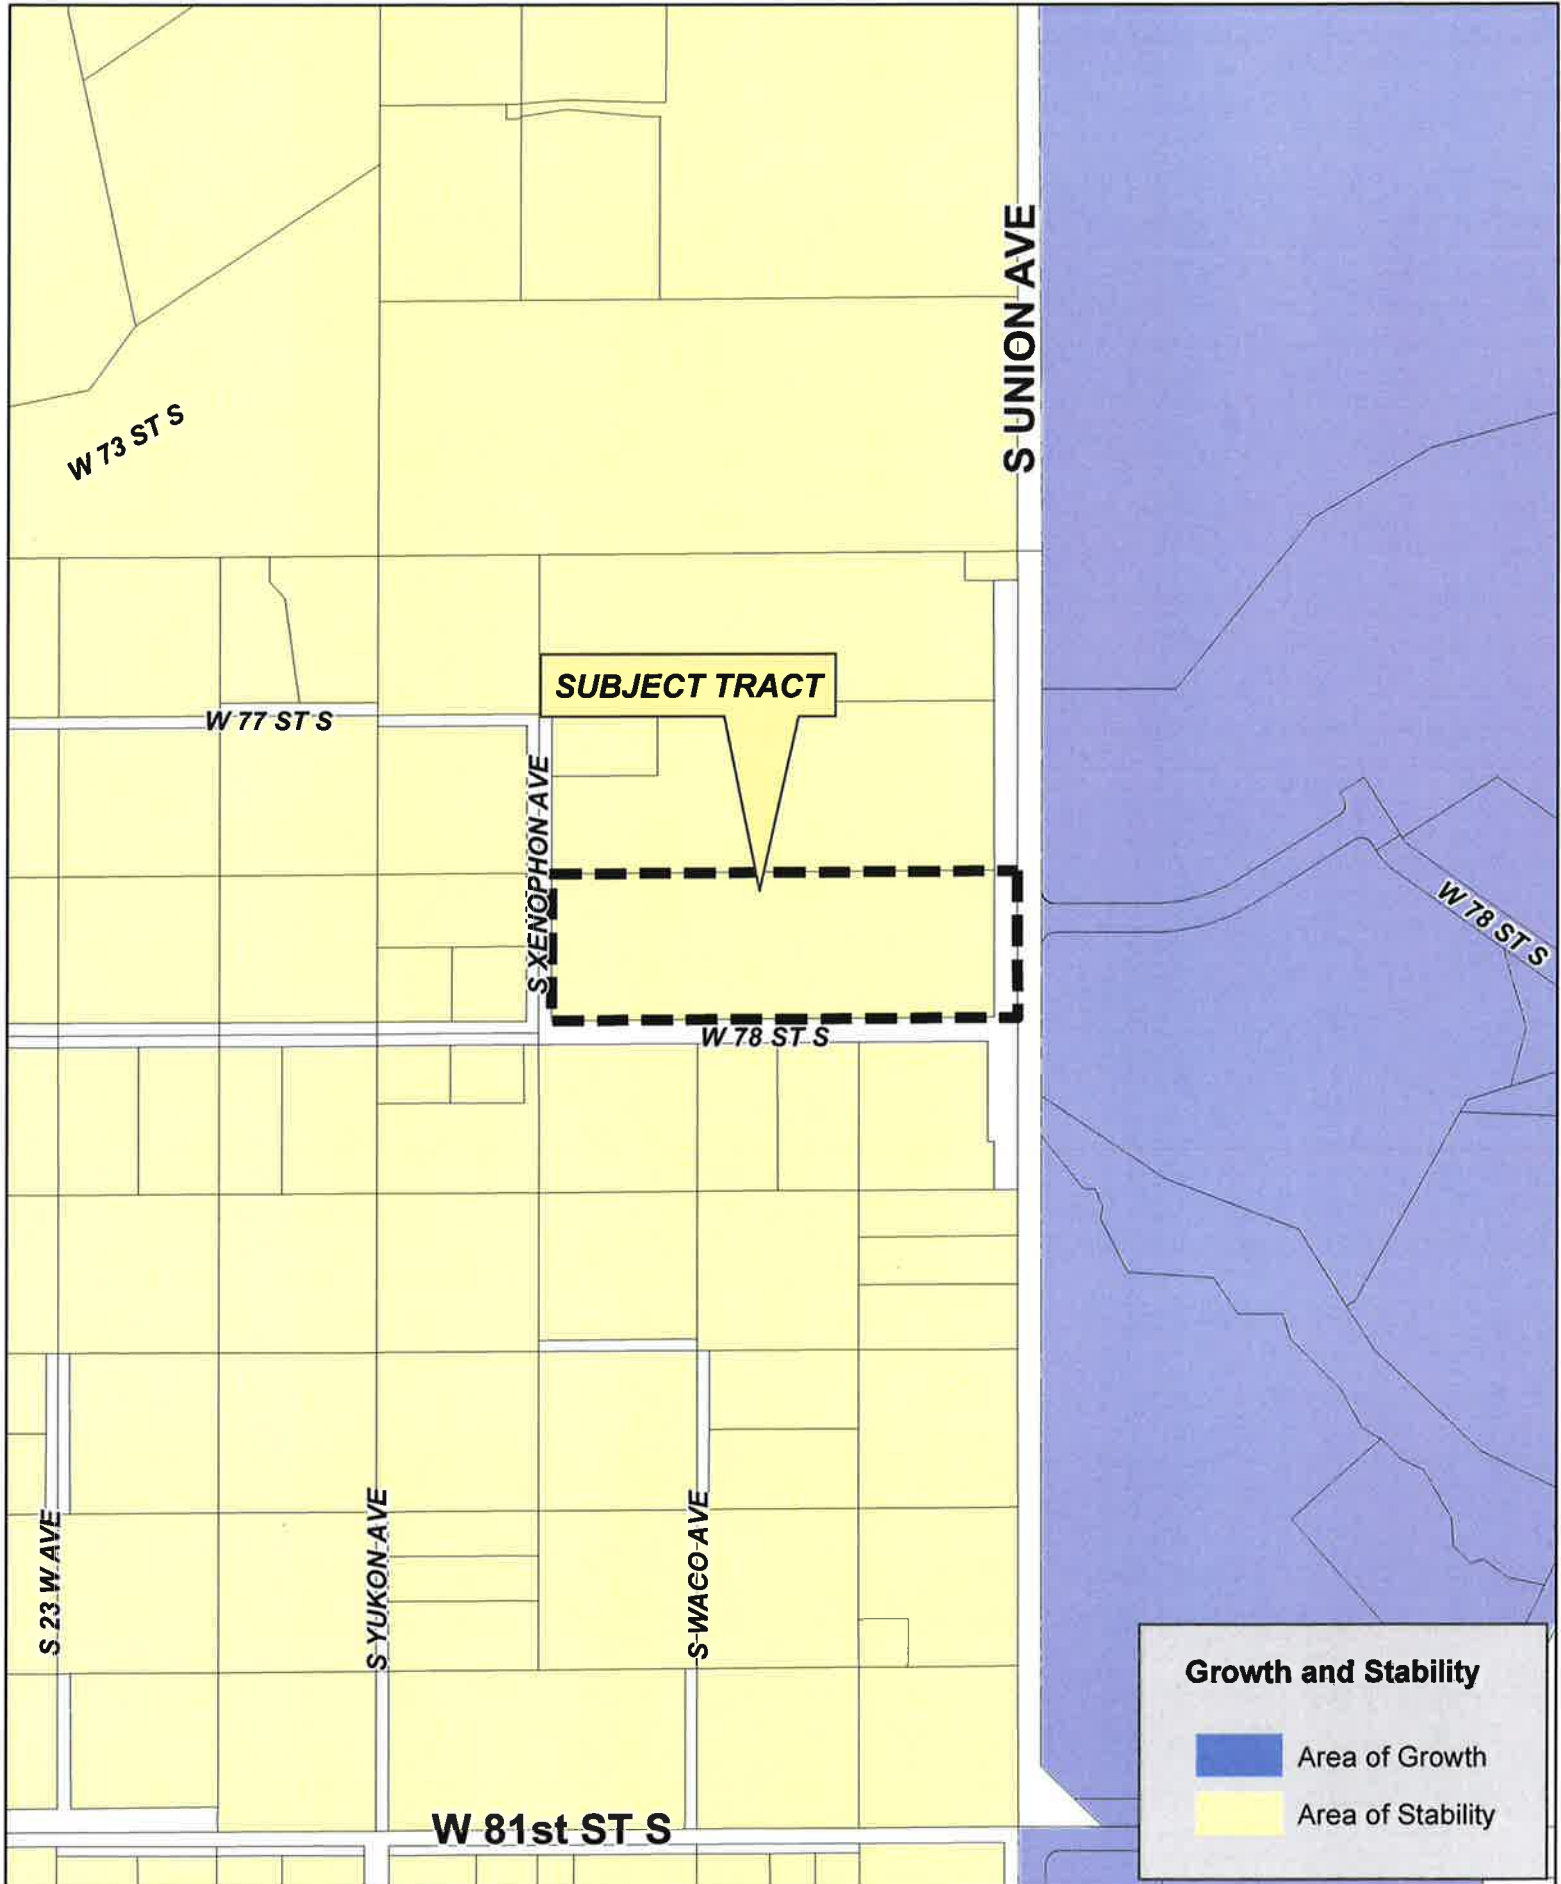 S UNION AVE
W 73 ST S
SUBJECT TRACT
W 77 ST S
S XENOPHON AVE
W 78 ST S
W 78 ST S
S 23 W AVE
S YUKON AVE
S WACO AVE
Growth and Stability
Area of Growth
Area of Stability
W 81st ST S